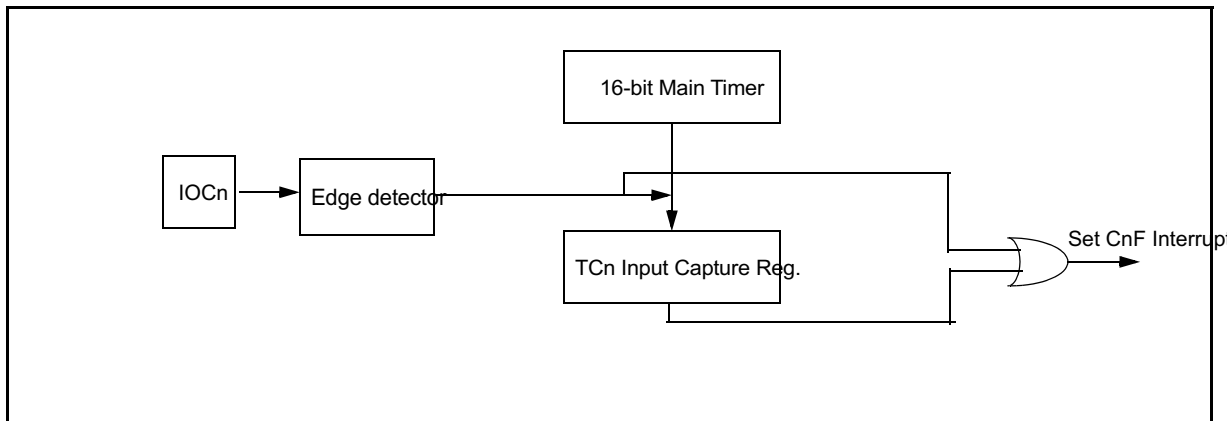 16-bit Main Timer
IOCn
Edge detector
TCn Input Capture Reg.
Set CnF Interrupt